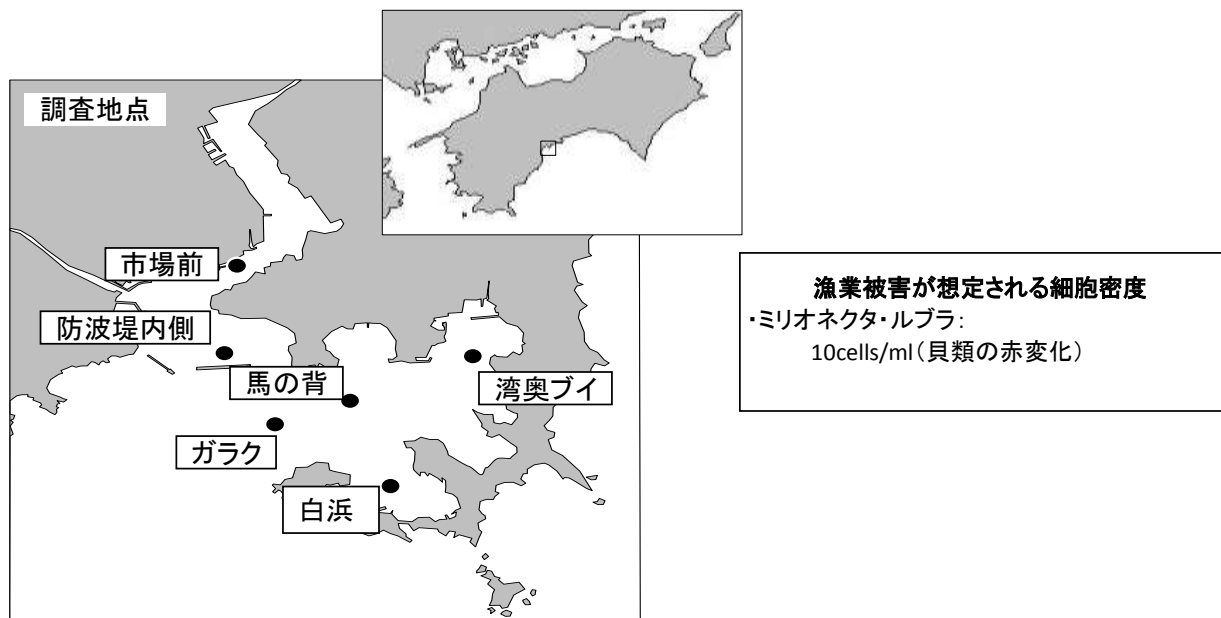 調査地点
市場前
防波堤内側
馬の背
湾奥ブイ
ガラク
白浜
漁業被害が想定される細胞密度
・ミリオネクタ・ルブラ：
10cells/ml（貝類の赤変化）